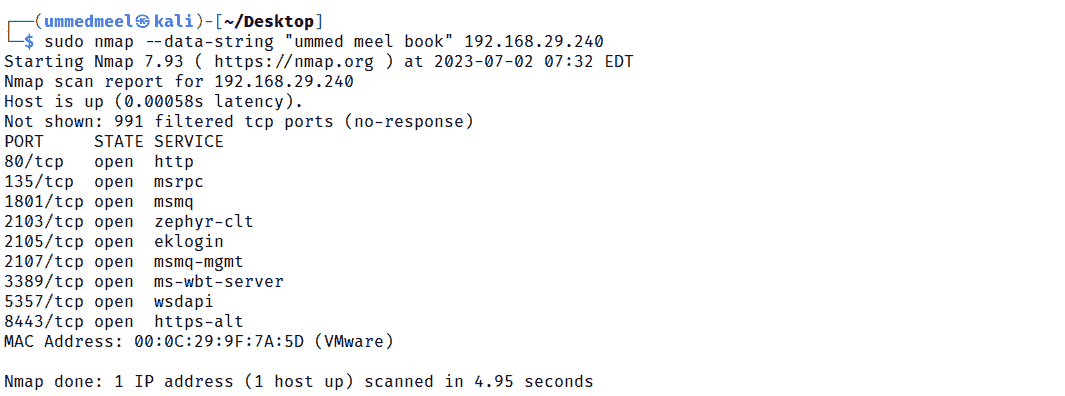 ┌──(ummedmeel㉿kali)-[~/Desktop]
└─$ sudo nmap --data-string "ummed meel book" 192.168.29.240
Starting Nmap 7.93 ( https://nmap.org ) at 2023-07-02 07:32 EDT
Nmap scan report for 192.168.29.240
Host is up (0.00058s latency).
Not shown: 991 filtered tcp ports (no-response)
PORT     STATE SERVICE
80/tcp   open  http
135/tcp  open  msrpc
1801/tcp open  msmq
2103/tcp open  zephyr-clt
2105/tcp open  eklogin
2107/tcp open  msmq-mgmt
3389/tcp open  ms-wbt-server
5357/tcp open  wsdapi
8443/tcp open  https-alt
MAC Address: 00:0C:29:9F:7A:5D (VMware)

Nmap done: 1 IP address (1 host up) scanned in 4.95 seconds